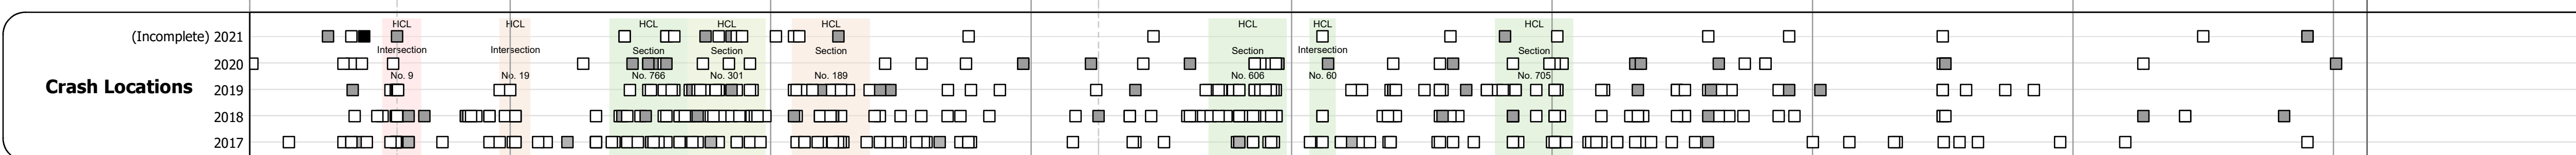 HCL HCL HCL HCL HCL HCL HCL HCL
(Incomplete) 2021
Intersection Intersection Section Section Section Section Intersection Section
2020
No. 9 No. 19 No. 766 No. 301 No. 189 No. 606 No. 60 No. 705
Crash Locations
2019
2018
2017